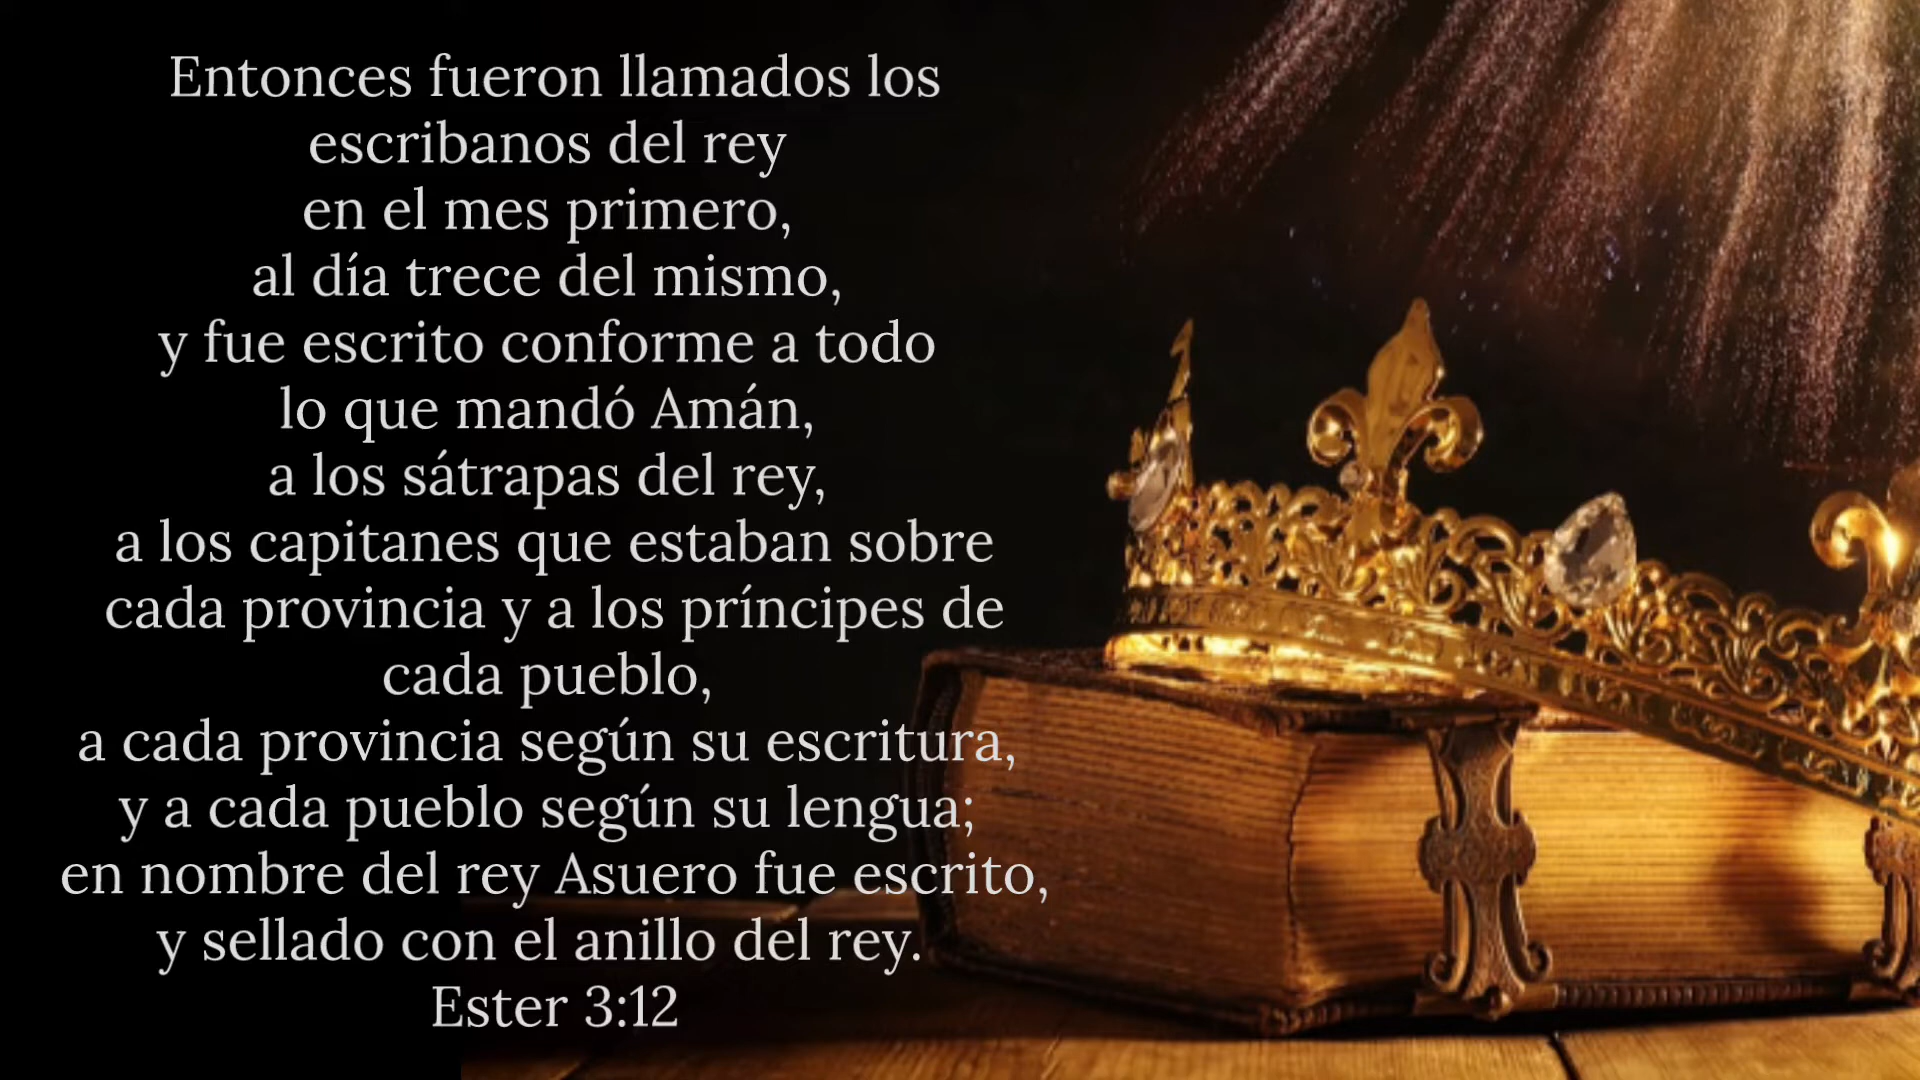 Entonces fueron llamados los
escribanos del rey
en el mes primero,
al día trece del mismo,
y fue escrito conforme a todo
lo que mandó Amán,
a los sátrapas del rey,
a los capitanes que estaban sobre
cada provincia y a los príncipes de
cada pueblo,
a cada provincia según su escritura,
y a cada pueblo según su lengua;
en nombre del rey Asuero fue escrito,
y sellado con el anillo del rey.
Ester 3:12